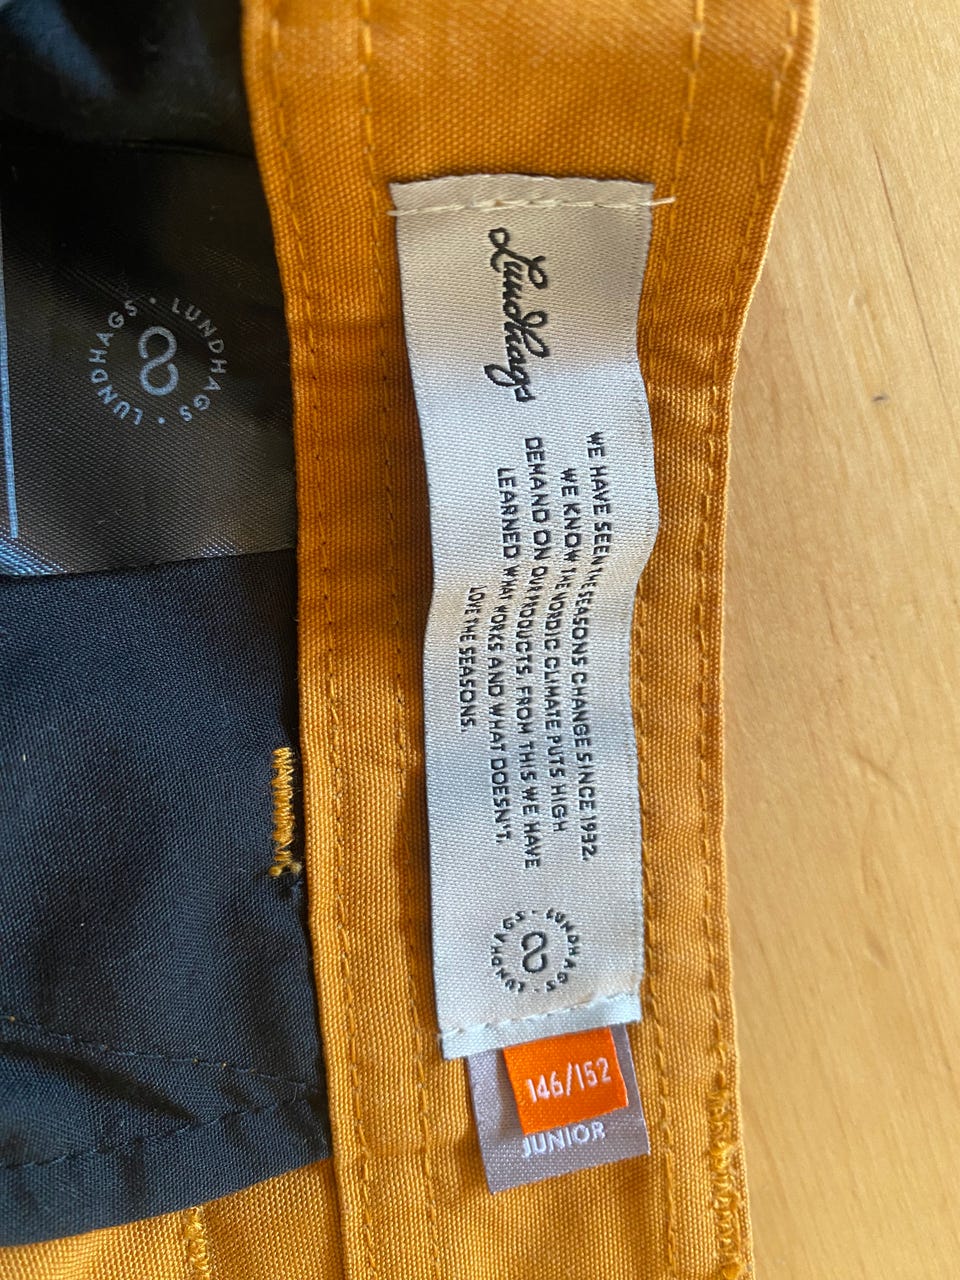 Lundhags
WE HAVE SEEN THE SEASONS CHANGE SINCE 1932.
WE KNOW THE NORDIC CLIMATE PUTS HIGH
DEMAND ON OUR PRODUCTS. FROM THIS WE HAVE
LEARNED WHAT WORKS AND WHAT DOESN'T.
LOVE THE SEASONS.
LUNDHAGS · LUNDHAGS ·
146/152
JUNIOR
LUNDHAGS · LUNDHAGS ·